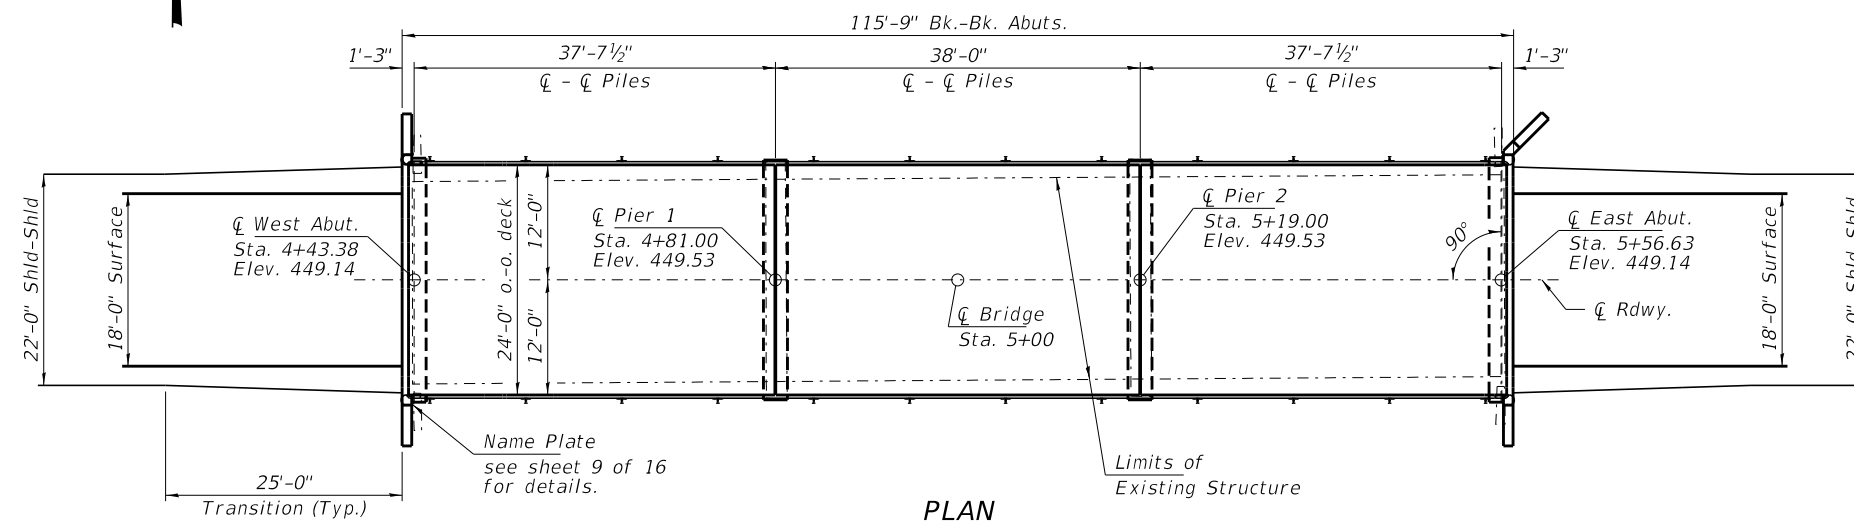 115'-9" Bk.-Bk. Abuts.
1'-3"
37'-7½"
38'-0"
37'-7½"
1'-3"
℄ - ℄ Piles
℄ - ℄ Piles
℄ - ℄ Piles
22'-0" Shld-Shld
18'-0" Surface
℄ West Abut.
Sta. 4+43.38
Elev. 449.14
24'-0" o.-o. deck
12'-0"
12'-0"
℄ Pier 1
Sta. 4+81.00
Elev. 449.53
℄ Bridge
Sta. 5+00
℄ Pier 2
Sta. 5+19.00
Elev. 449.53
90°
℄ East Abut.
Sta. 5+56.63
Elev. 449.14
℄ Rdwy.
18'-0" Surface
22'-0" Shld-Shld
Name Plate
see sheet 9 of 16
for details.
Limits of
Existing Structure
25'-0"
Transition (Typ.)
PLAN